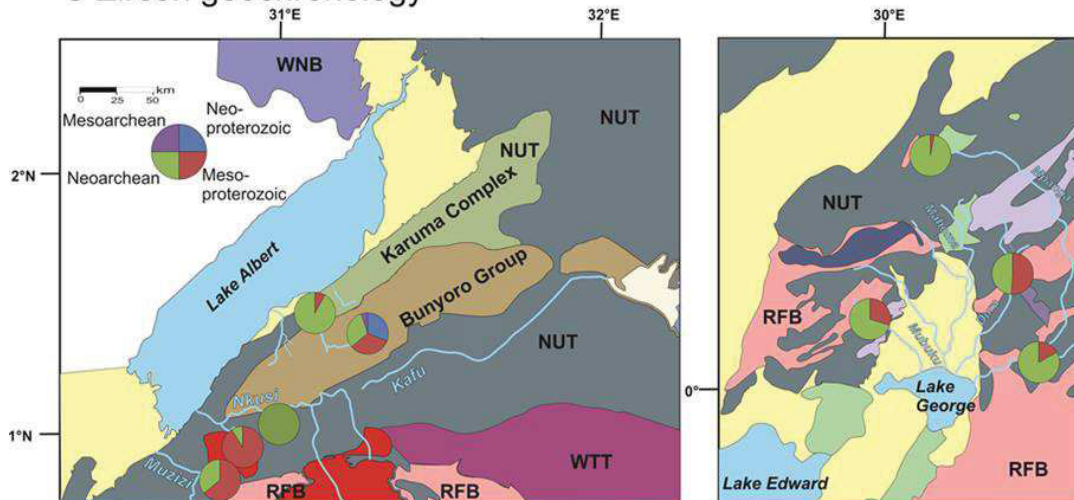 C Zircon geochronology
31°E
32°E
30°E
WNB
0 25 50 km
Mesoarchean
Neo-
proterozoic
Neoarchean
Meso-
proterozoic
NUT
NUT
2°N
Karuma Complex
Lake Albert
Bunyoro Group
NUT
Kafu
Nkusi
1°N
Muzizi
WTT
RFB
RFB
NUT
RFB
Mubuku
0°
Lake
George
Lake Edward
RFB